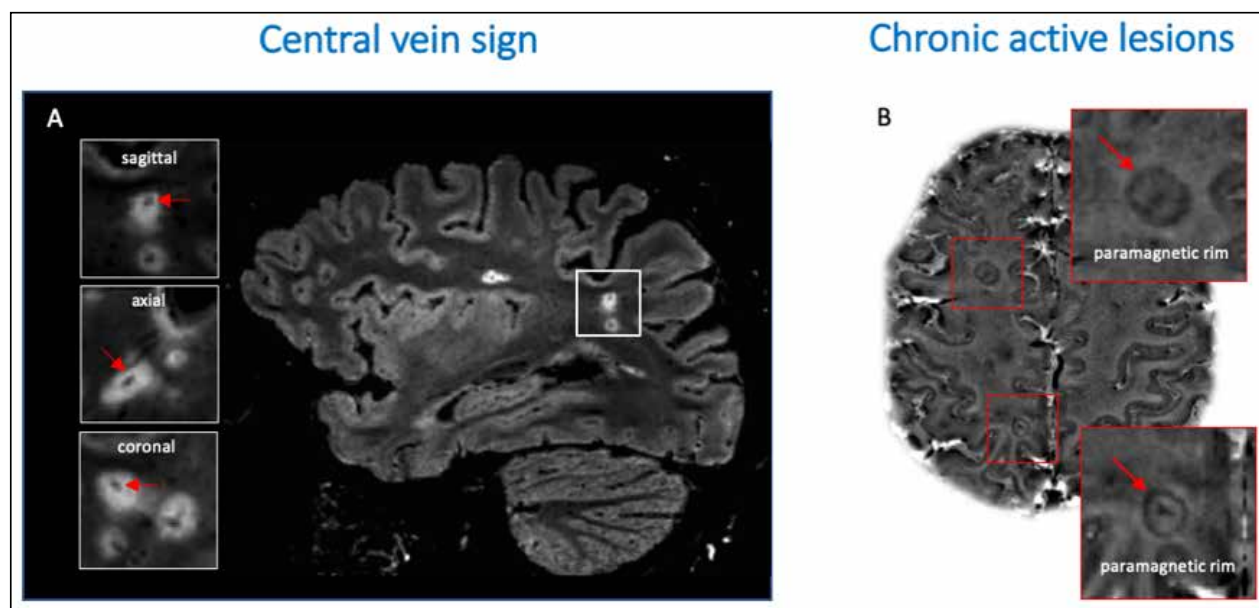 Central vein sign
Chronic active lesions
A
sagittal
axial
coronal
B
paramagnetic rim
paramagnetic rim